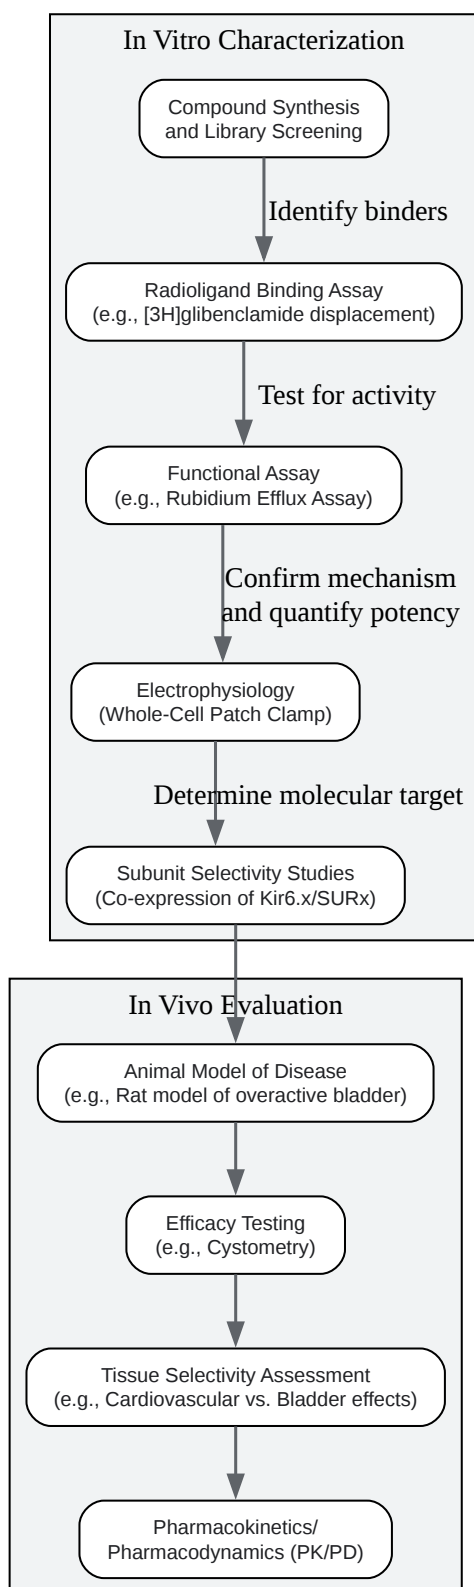 In Vitro Characterization
Compound Synthesis
and Library Screening
Identify binders
Radioligand Binding Assay
(e.g., [3H]glibenclamide displacement)
Test for activity
Functional Assay
(e.g., Rubidium Efflux Assay)
Confirm mechanism
and quantify potency
Electrophysiology
(Whole-Cell Patch Clamp)
Determine molecular target
Subunit Selectivity Studies
(Co-expression of Kir6.x/SURx)
In Vivo Evaluation
Animal Model of Disease
(e.g., Rat model of overactive bladder)
Efficacy Testing
(e.g., Cystometry)
Tissue Selectivity Assessment
(e.g., Cardiovascular vs. Bladder effects)
Pharmacokinetics/
Pharmacodynamics (PK/PD)